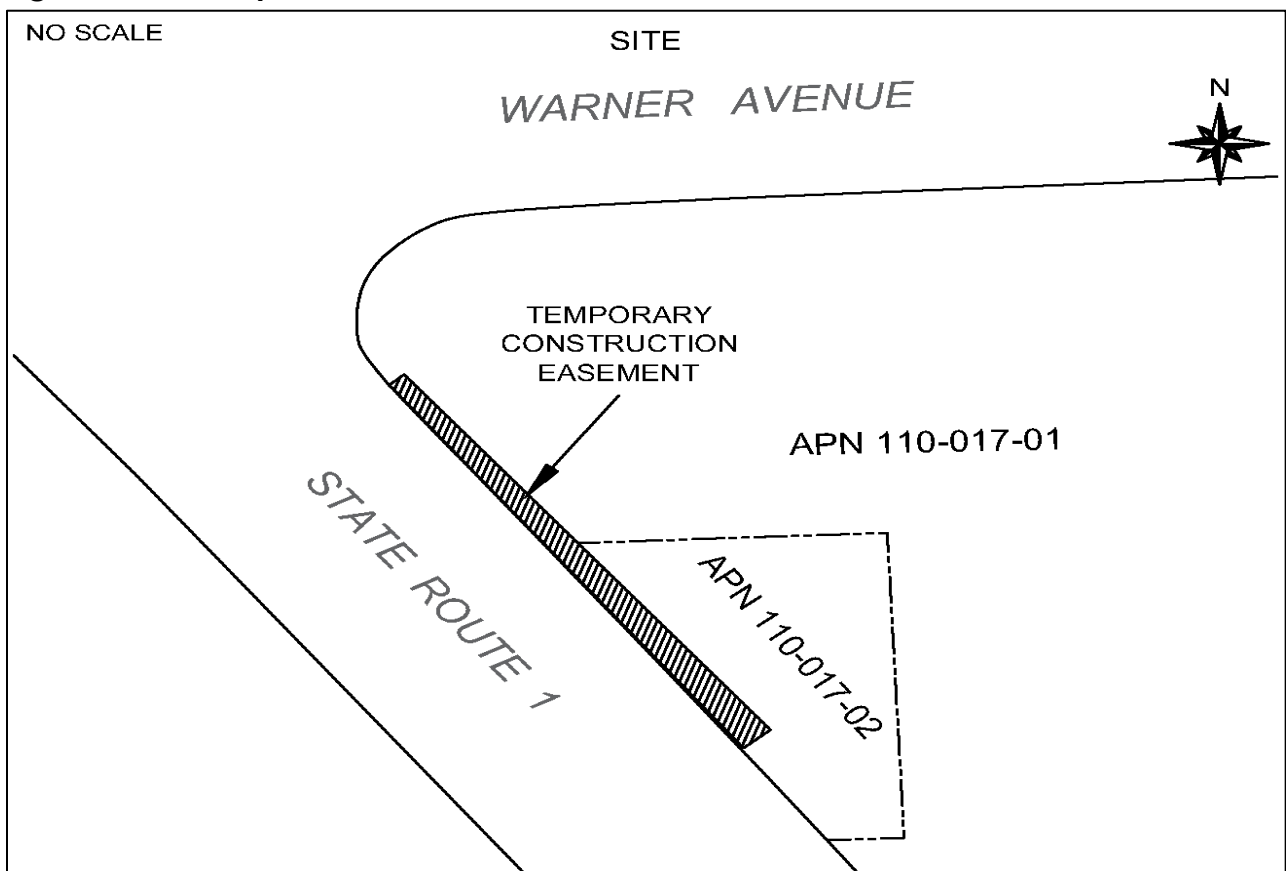 NO SCALE
SITE
WARNER AVENUE
N
TEMPORARY
CONSTRUCTION
EASEMENT
APN 110-017-01
STATE ROUTE 1
APN 110-017-02